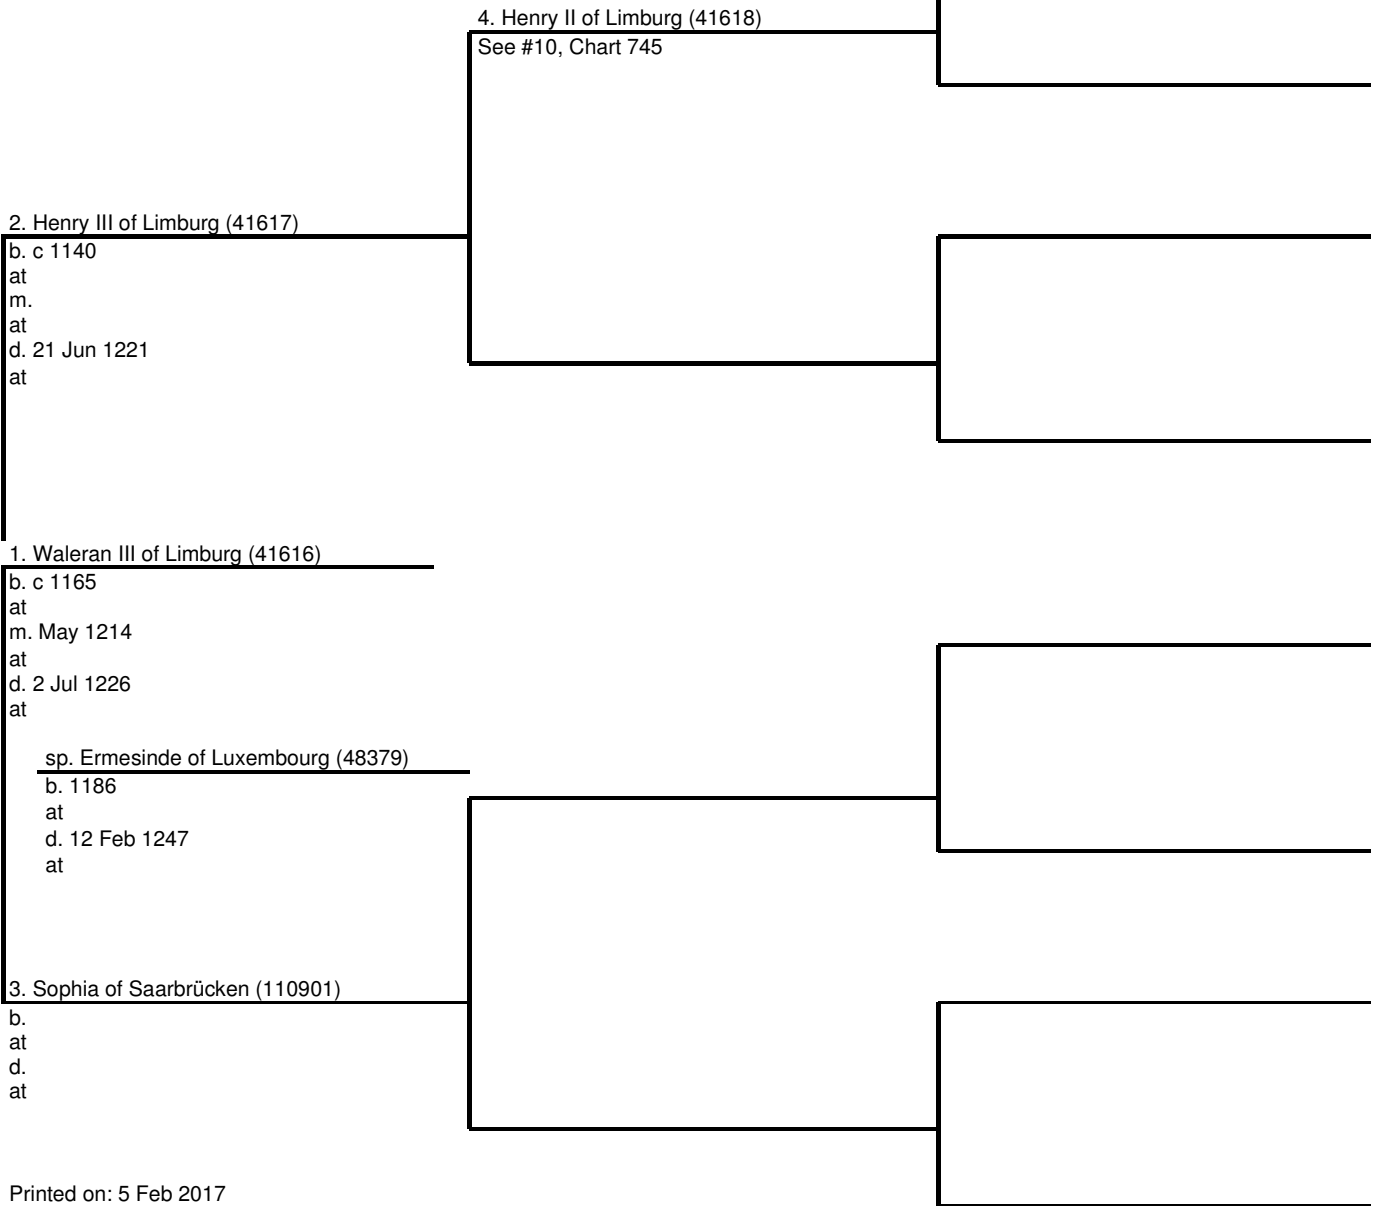 4. Henry II of Limburg (41618)
See #10, Chart 745
2. Henry III of Limburg (41617)
b. c 1140
at
m.
at
d. 21 Jun 1221
at
1. Waleran III of Limburg (41616)
b. c 1165
at
m. May 1214
at
d. 2 Jul 1226
at
sp. Ermesinde of Luxembourg (48379)
b. 1186
at
d. 12 Feb 1247
at
3. Sophia of Saarbrücken (110901)
b.
at
d.
at
Printed on: 5 Feb 2017